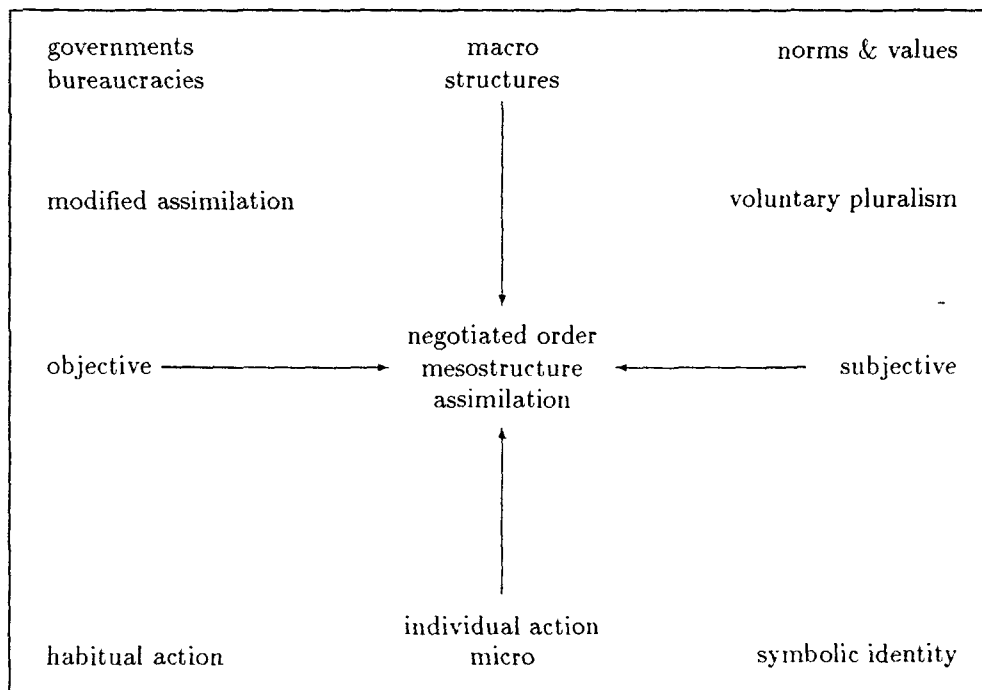 governments
bureaucracies
macro
structures
norms & values
modified assimilation
voluntary pluralism
objective
negotiated order
mesostructure
assimilation
subjective
habitual action
individual action
micro
symbolic identity